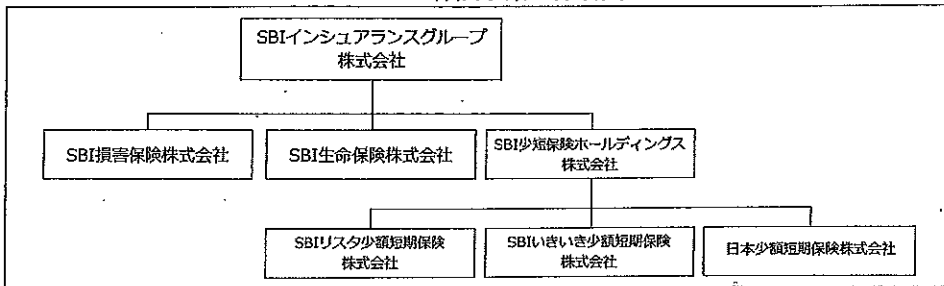 SBIインシュアランスグループ
株式会社
SBI損害保険株式会社
SBI生命保険株式会社
SBI少短保険ホールディングス
株式会社
SBIリスタ少額短期保険
株式会社
SBIいきいき少額短期保険
株式会社
日本少額短期保険株式会社